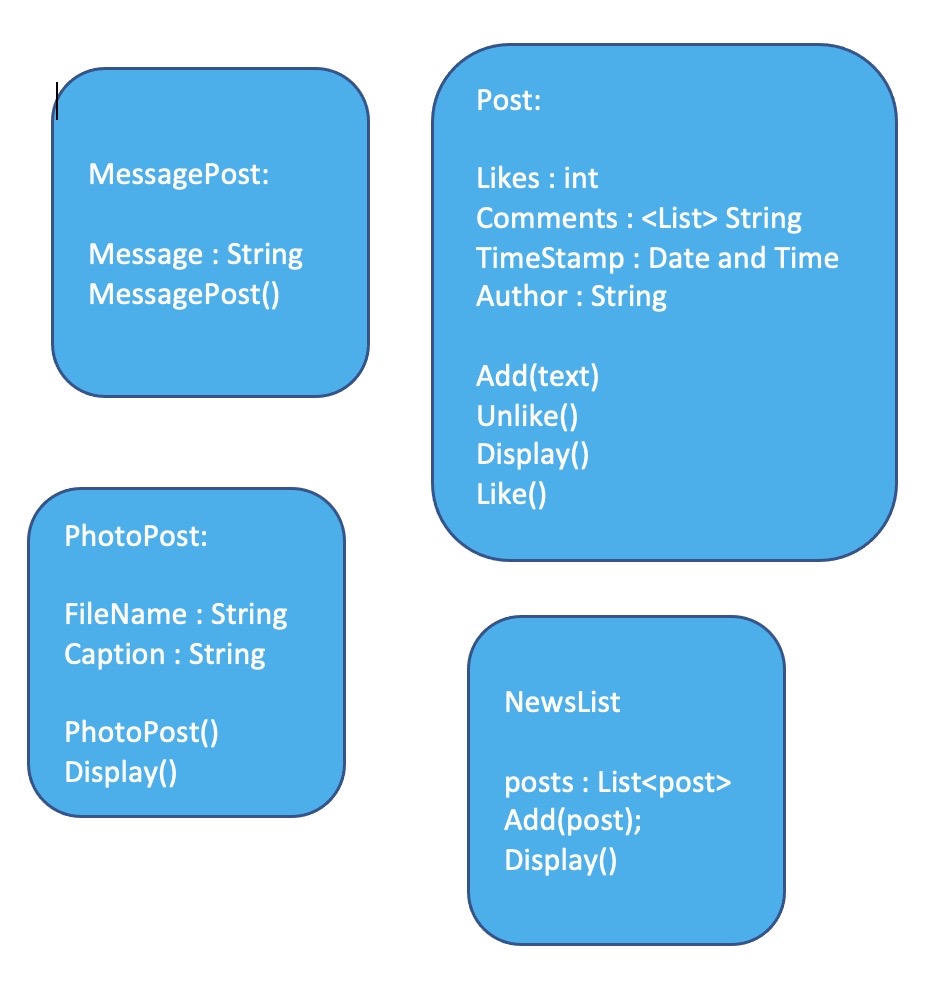 MessagePost:
Message : String
MessagePost()
Post:
Likes : int
Comments : <List> String
TimeStamp : Date and Time
Author : String
Add(text)
Unlike()
Display()
Like()
PhotoPost:
FileName : String
Caption : String
PhotoPost()
Display()
NewsList
posts : List<post>
Add(post);
Display()